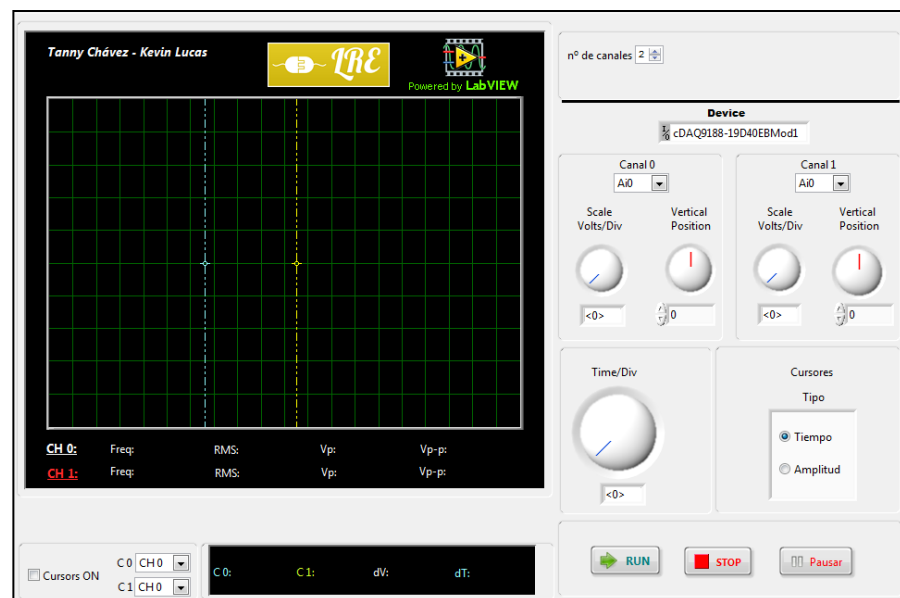 Tanny Chávez - Kevin Lucas
LRE
Powered by LabVIEW
CH 0: Freq: RMS: Vp: Vp-p:
CH 1: Freq: RMS: Vp: Vp-p:
Cursors ON
C 0 CH 0
C 1 CH 0
C 0: C 1: dV: dT:
nº de canales 2
Device
I/O cDAQ9188-19D40EBMod1
Canal 0
Ai0
Scale Volts/Div
Vertical Position
<0>
0
Canal 1
Ai0
Scale Volts/Div
Vertical Position
<0>
0
Time/Div
<0>
Cursores
Tipo
Tiempo
Amplitud
RUN
STOP
Pausar